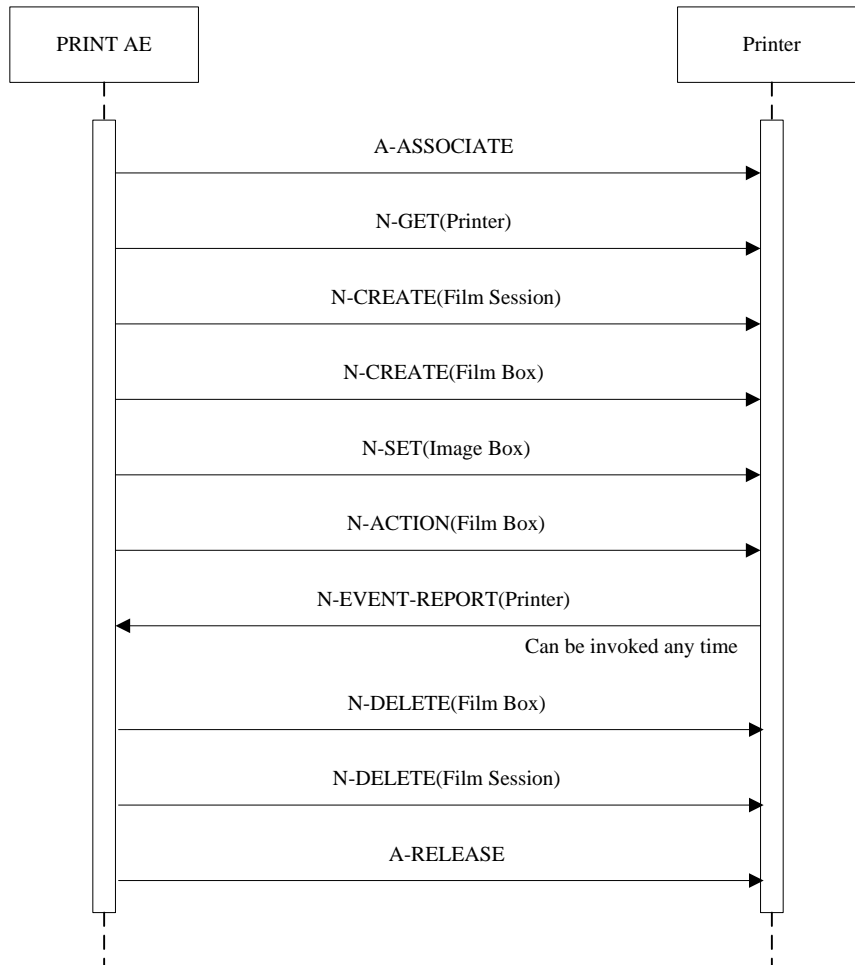 PRINT AE
Printer
A-ASSOCIATE
N-GET(Printer)
N-CREATE(Film Session)
N-CREATE(Film Box)
N-SET(Image Box)
N-ACTION(Film Box)
N-EVENT-REPORT(Printer)
Can be invoked any time
N-DELETE(Film Box)
N-DELETE(Film Session)
A-RELEASE